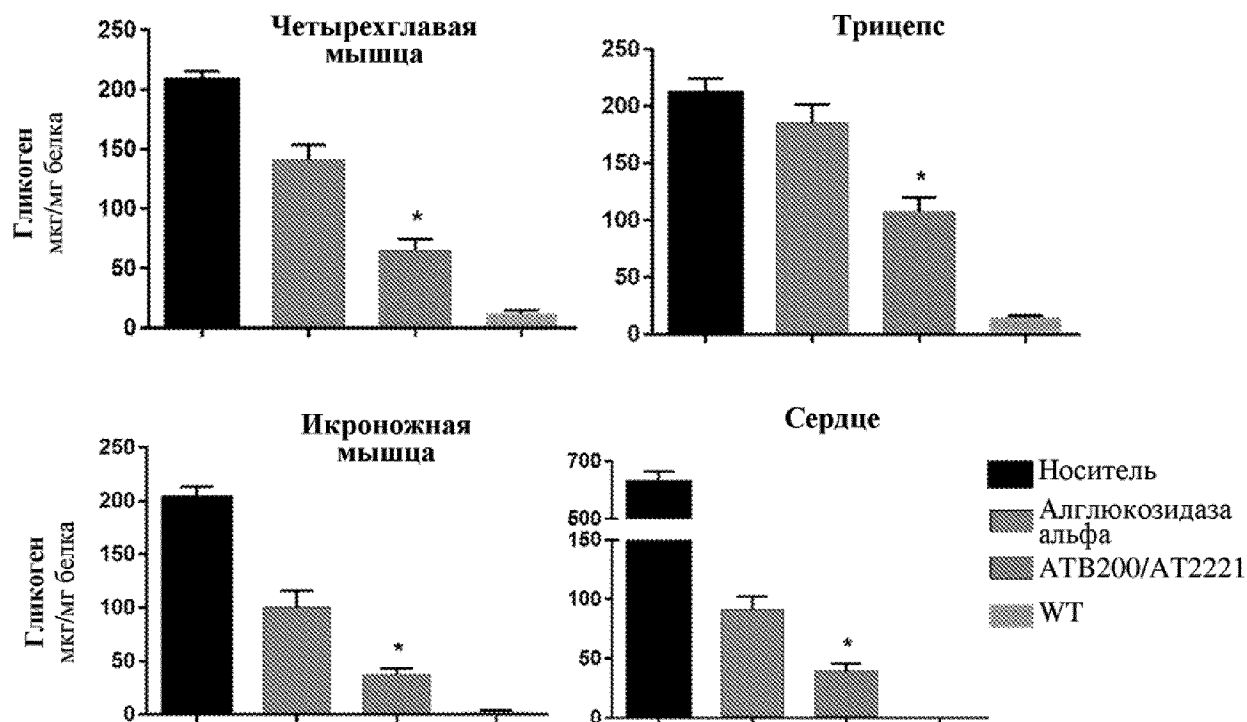 Четырехглавая
мышца
Гликоген
мкг/мг белка
250
200
150
100
50
0
*
Трицепс
250
200
150
100
50
0
*
Икроножная
мышца
Гликоген
мкг/мг белка
250
200
150
100
50
0
*
Сердце
700
500
150
100
50
0
*
Носитель
Алглюкозидаза
альфа
ATB200/AT2221
WT